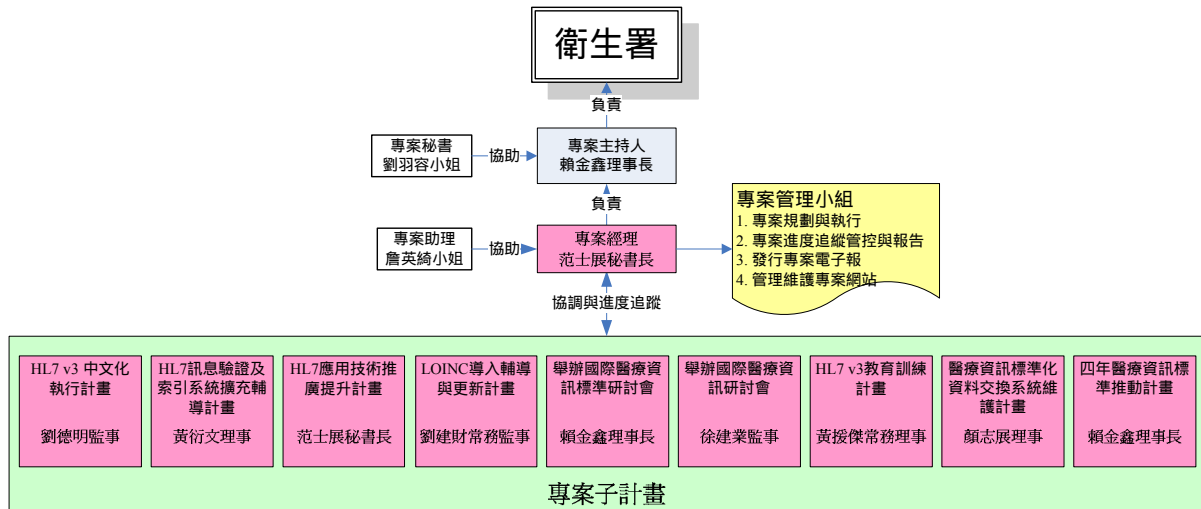 衛生署
負責
專案秘書
劉羽容小姐
協助
專案主持人
賴金鑫理事長
負責
專案助理
詹英綺小姐
協助
專案經理
范士展秘書長
專案管理小組
1. 專案規劃與執行
2. 專案進度追蹤管控與報告
3. 發行專案電子報
4. 管理維護專案網站
協調與進度追蹤
HL7 v3 中文化
執行計畫
劉德明監事
HL7訊息驗證及
索引系統擴充輔
導計畫
黃衍文理事
HL7應用技術推
廣提升計畫
范士展秘書長
LOINC導入輔導
與更新計畫
劉建財常務監事
舉辦國際醫療資
訊標準研討會
賴金鑫理事長
舉辦國際醫療資
訊研討會
徐建業監事
HL7 v3教育訓練
計畫
黃援傑常務理事
醫療資訊標準化
資料交換系統維
護計畫
顏志展理事
四年醫療資訊標
準推動計畫
賴金鑫理事長
專案子計畫